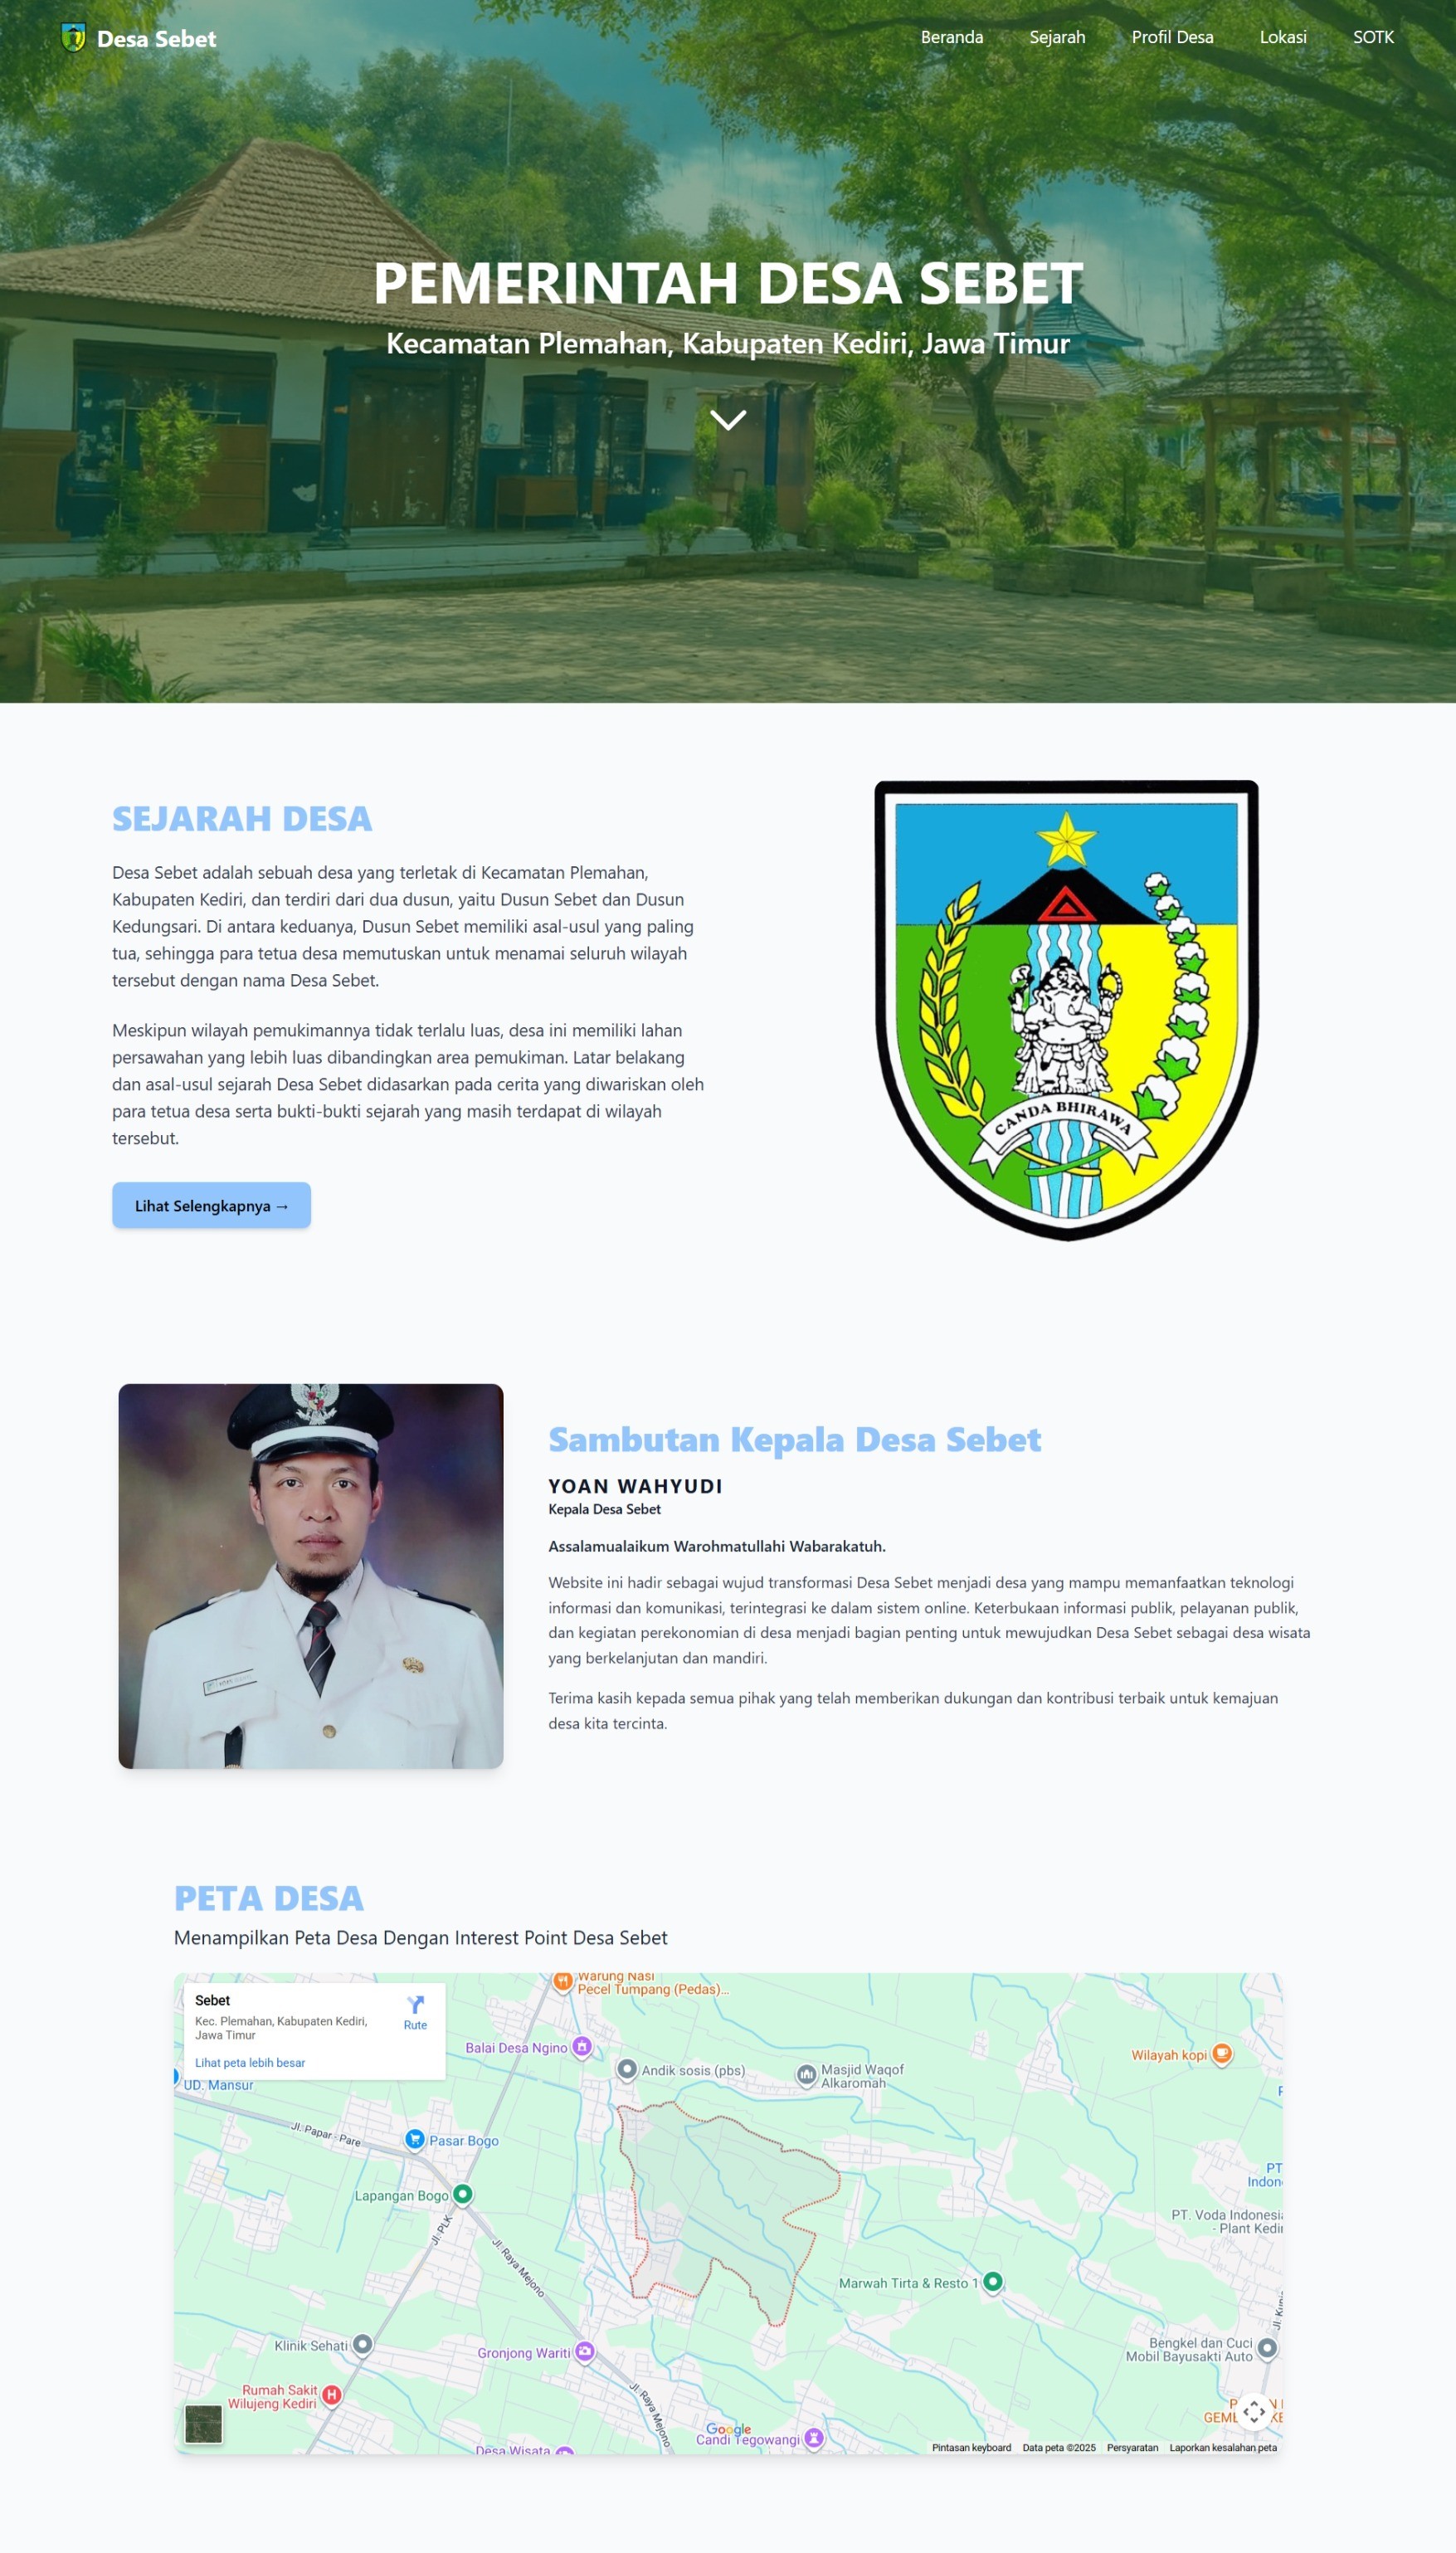 Desa Sebet
Beranda Sejarah Profil Desa Lokasi SOTK
PEMERINTAH DESA SEBET
Kecamatan Plemahan, Kabupaten Kediri, Jawa Timur
SEJARAH DESA
Desa Sebet adalah sebuah desa yang terletak di Kecamatan Plemahan,
Kabupaten Kediri, dan terdiri dari dua dusun, yaitu Dusun Sebet dan Dusun
Kedungsari. Di antara keduanya, Dusun Sebet memiliki asal-usul yang paling
tua, sehingga para tetua desa memutuskan untuk menamai seluruh wilayah
tersebut dengan nama Desa Sebet.
Meskipun wilayah pemukimannya tidak terlalu luas, desa ini memiliki lahan
persawahan yang lebih luas dibandingkan area pemukiman. Latar belakang
dan asal-usul sejarah Desa Sebet didasarkan pada cerita yang diwariskan oleh
para tetua desa serta bukti-bukti sejarah yang masih terdapat di wilayah
tersebut.
Lihat Selengkapnya →
CANDA BHIRAWA
Sambutan Kepala Desa Sebet
YOAN WAHYUDI
Kepala Desa Sebet
Assalamualaikum Warohmatullahi Wabarakatuh.
Website ini hadir sebagai wujud transformasi Desa Sebet menjadi desa yang mampu memanfaatkan teknologi
informasi dan komunikasi, terintegrasi ke dalam sistem online. Keterbukaan informasi publik, pelayanan publik,
dan kegiatan perekonomian di desa menjadi bagian penting untuk mewujudkan Desa Sebet sebagai desa wisata
yang berkelanjutan dan mandiri.
Terima kasih kepada semua pihak yang telah memberikan dukungan dan kontribusi terbaik untuk kemajuan
desa kita tercinta.
PETA DESA
Menampilkan Peta Desa Dengan Interest Point Desa Sebet
Sebet
Kec. Plemahan, Kabupaten Kediri,
Jawa Timur
Rute
Lihat peta lebih besar
UD. Mansur
Warung Nasi
Pecel Tumpang (Pedas)...
Balai Desa Ngino
Andik sosis (pbs)
Masjid Waqof
Alkaromah
Wilayah kopi
Jl. Papar - Pare
Pasar Bogo
PT
Lapangan Bogo
Jl. PLK
PT. Voda Indonesia
- Plant Kedir
Jl. Raya Mejono
Marwah Tirta & Resto 1
Klinik Sehati
Gronjong Wariti
Bengkel dan Cuci
Mobil Bayusakti Auto
Rumah Sakit
Wilujeng Kediri
Jl. Raya Mejono
Google
Candi Tegowangi
Desa Wisata
Pintasan keyboard Data peta ©2025 Persyaratan Laporkan kesalahan peta